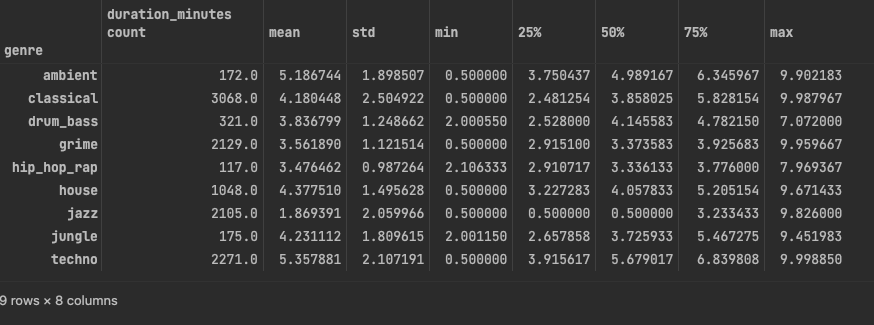 duration_minutes
count mean std min 25% 50% 75% max
genre
ambient 172.0 5.186744 1.898507 0.500000 3.750437 4.989167 6.345967 9.902183
classical 3068.0 4.180448 2.504922 0.500000 2.481254 3.858025 5.828154 9.987967
drum_bass 321.0 3.836799 1.248662 2.000550 2.528000 4.145583 4.782150 7.072000
grime 2129.0 3.561890 1.121514 0.500000 2.915100 3.373583 3.925683 9.959667
hip_hop_rap 117.0 3.476462 0.987264 2.106333 2.910717 3.336133 3.776000 7.969367
house 1048.0 4.377510 1.495628 0.500000 3.227283 4.057833 5.205154 9.671433
jazz 2105.0 1.869391 2.059966 0.500000 0.500000 0.500000 3.233433 9.826000
jungle 175.0 4.231112 1.809615 2.001150 2.657858 3.725933 5.467275 9.451983
techno 2271.0 5.357881 2.107191 0.500000 3.915617 5.679017 6.839808 9.998850
9 rows × 8 columns